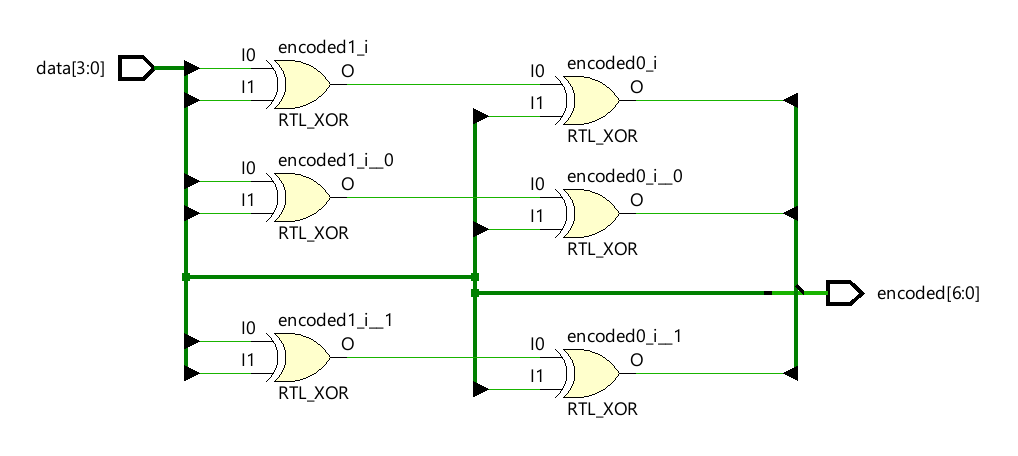 encoded1_i
I0
data[3:0]
O
I1
RTL_XOR
encoded0_i
I0
O
I1
RTL_XOR
encoded1_i__0
I0
O
I1
RTL_XOR
encoded0_i__0
I0
O
I1
RTL_XOR
encoded[6:0]
encoded1_i__1
I0
O
I1
RTL_XOR
encoded0_i__1
I0
O
I1
RTL_XOR